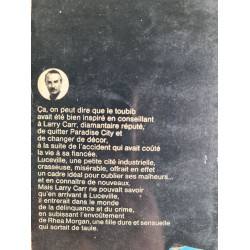 Ça, on peut dire que le toubib
avait été bien inspiré en conseillant
à Larry Carr, diamantaire réputé,
de quitter Paradise City et
de changer de décor,
à la suite de l'accident qui avait coûté
la vie à sa fiancée.
Luceville, une petite cité industrielle,
crasseuse, misérable, offrait en effet
un cadre idéal pour oublier ses malheurs...
et en connaître de nouveaux.
Mais Larry Carr ne pouvait savoir
qu'en arrivant à Luceville,
il entrerait dans le monde
de la délinquance et du crime,
en subissant l'envoûtement
de Rhea Morgan, une fille dure et sensuelle
qui sortait de taule.